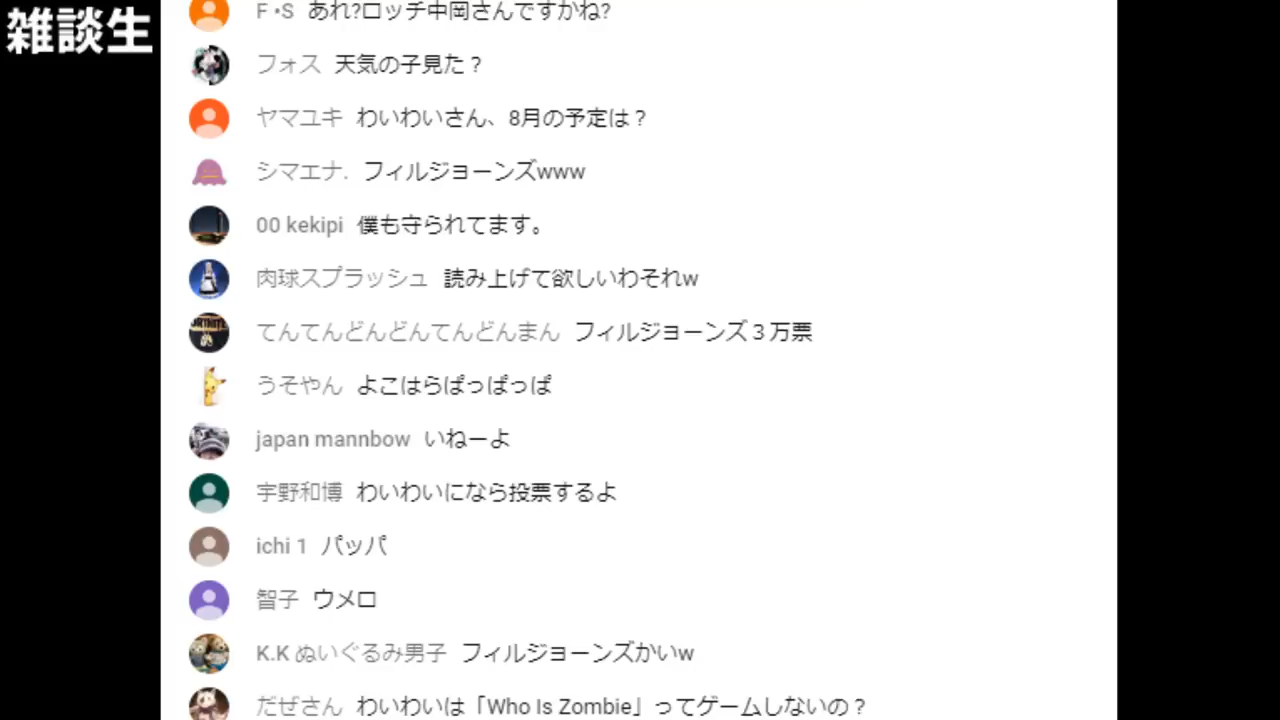 雑談生
F •S あれ?ロッチ中岡さんですかね?
フォス 天気の子見た？
ヤマユキ わいわいさん、8月の予定は？
シマエナ. フィルジョーンズwww
00 kekipi 僕も守られてます。
肉球スプラッシュ 読み上げて欲しいわそれw
てんてんどんどんてんどんまん フィルジョーンズ３万票
うそやん よこはらぱっぱっぱ
japan mannbow いねーよ
宇野和博 わいわいになら投票するよ
ichi 1 パッパ
智子 ウメロ
K.K ぬいぐるみ男子 フィルジョーンズかいw
だぜさん わいわいは「Who Is Zombie」ってゲームしないの？